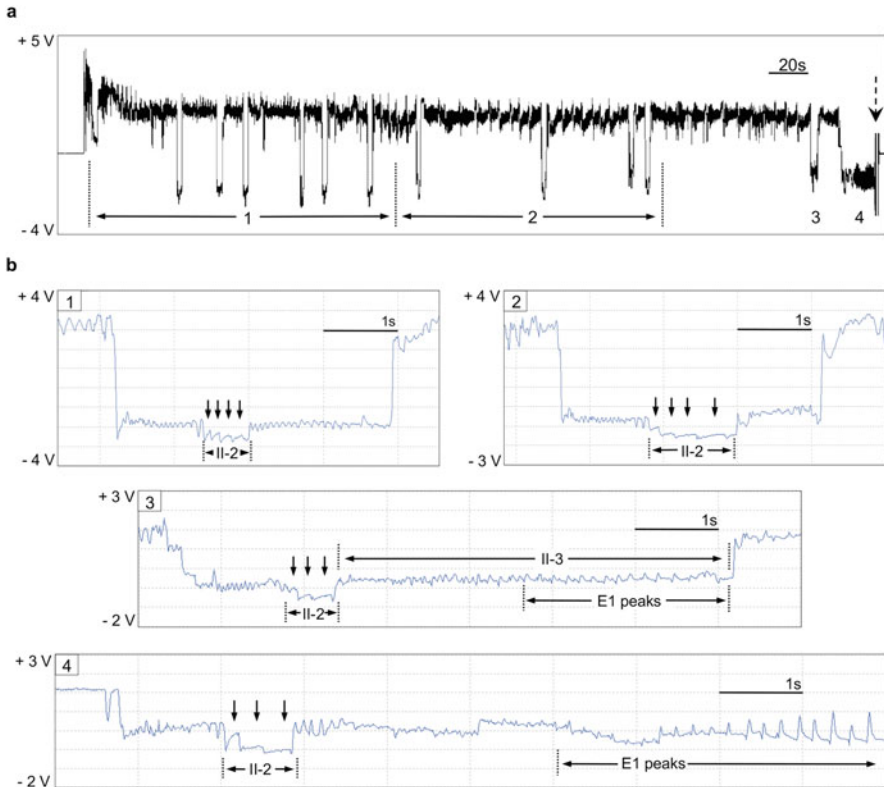 a
+ 5 V
20s
1 2 3 4
- 4 V
b
1
+ 4 V
1s
II-2
- 4 V
2
+ 4 V
1s
II-2
- 3 V
3
+ 3 V
1s
II-3
II-2
E1 peaks
- 2 V
4
+ 3 V
1s
II-2
E1 peaks
- 2 V